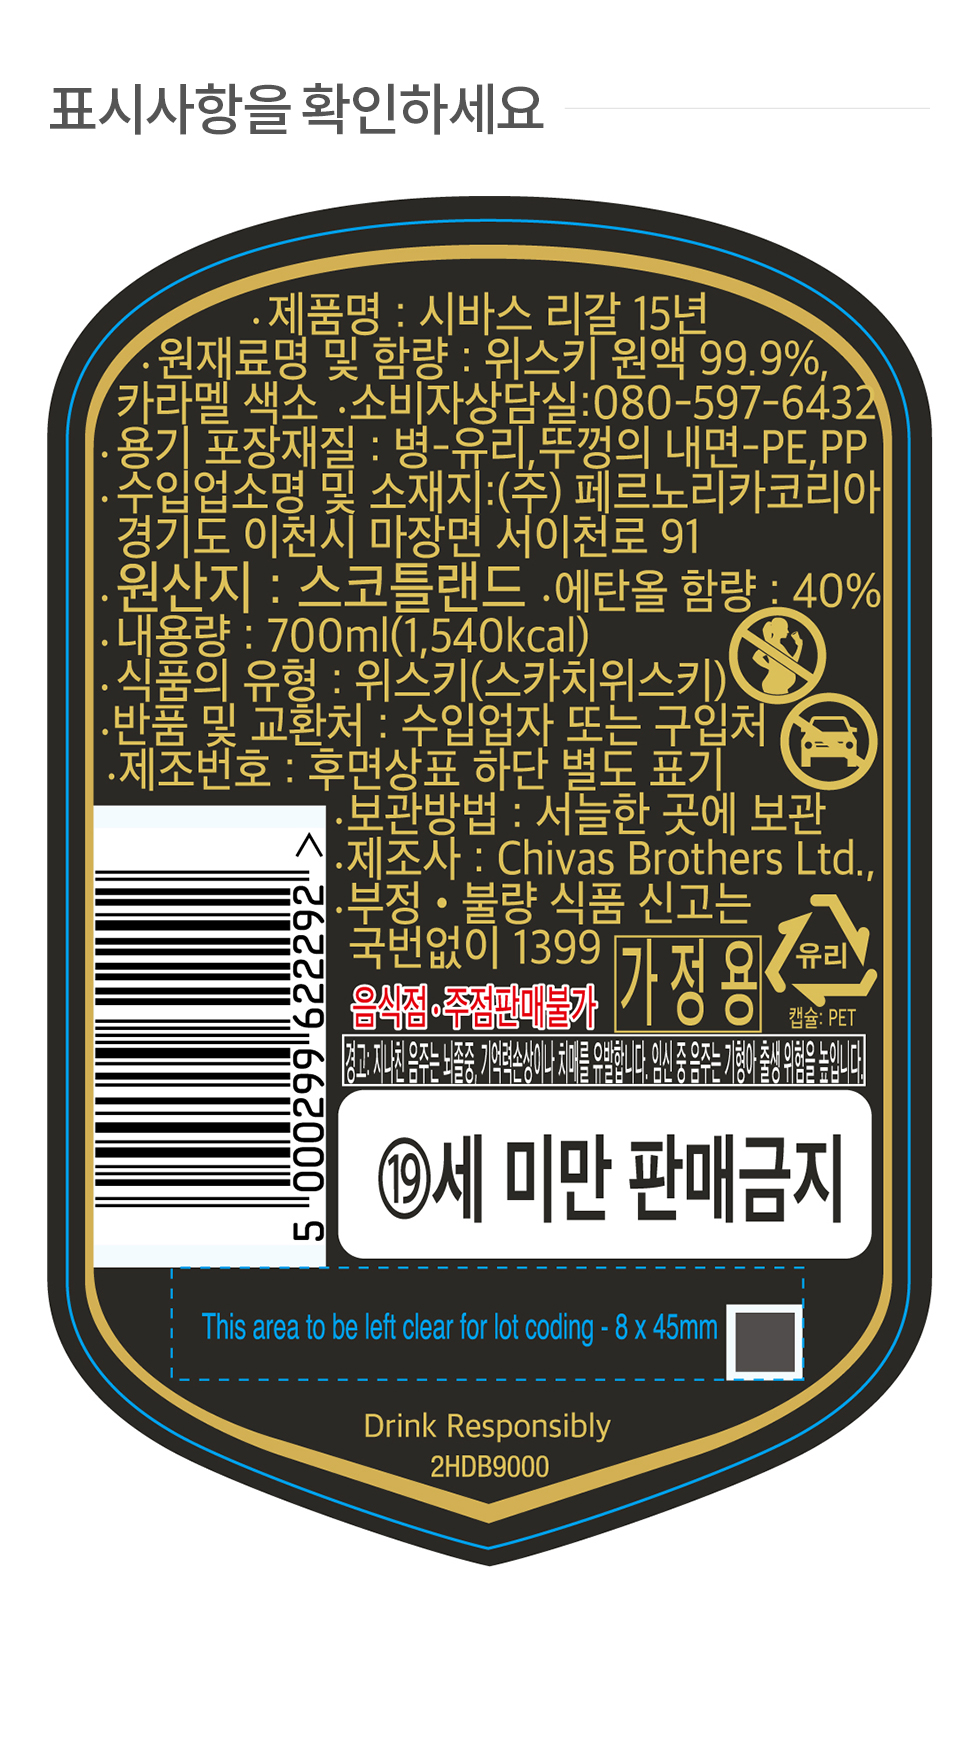 표시사항을 확인하세요
·제품명 : 시바스 리갈 15년
·원재료명 및 함량 : 위스키 원액 99.9%,
카라멜 색소 ·소비자상담실:080-597-6432
·용기 포장재질 : 병-유리,뚜껑의 내면-PE,PP
·수입업소명 및 소재지:(주) 페르노리카코리아
경기도 이천시 마장면 서이천로 91
·원산지 : 스코틀랜드 ·에탄올 함량 : 40%
·내용량 : 700ml(1,540kcal)
·식품의 유형 : 위스키(스카치위스키)
·반품 및 교환처 : 수입업자 또는 구입처
·제조번호 : 후면상표 하단 별도 표기
·보관방법 : 서늘한 곳에 보관
·제조사 : Chivas Brothers Ltd.,
·부정 • 불량 식품 신고는
국번없이 1399
가정용
유리
캡슐: PET
음식점·주점판매불가
경고: 지나친 음주는 뇌졸중, 기억력손상이나 치매를 유발합니다. 임신 중 음주는 기형아 출생 위험을 높입니다.
⑲세 미만 판매금지
5 000299 622292 >
This area to be left clear for lot coding - 8 x 45mm
Drink Responsibly
2HDB9000